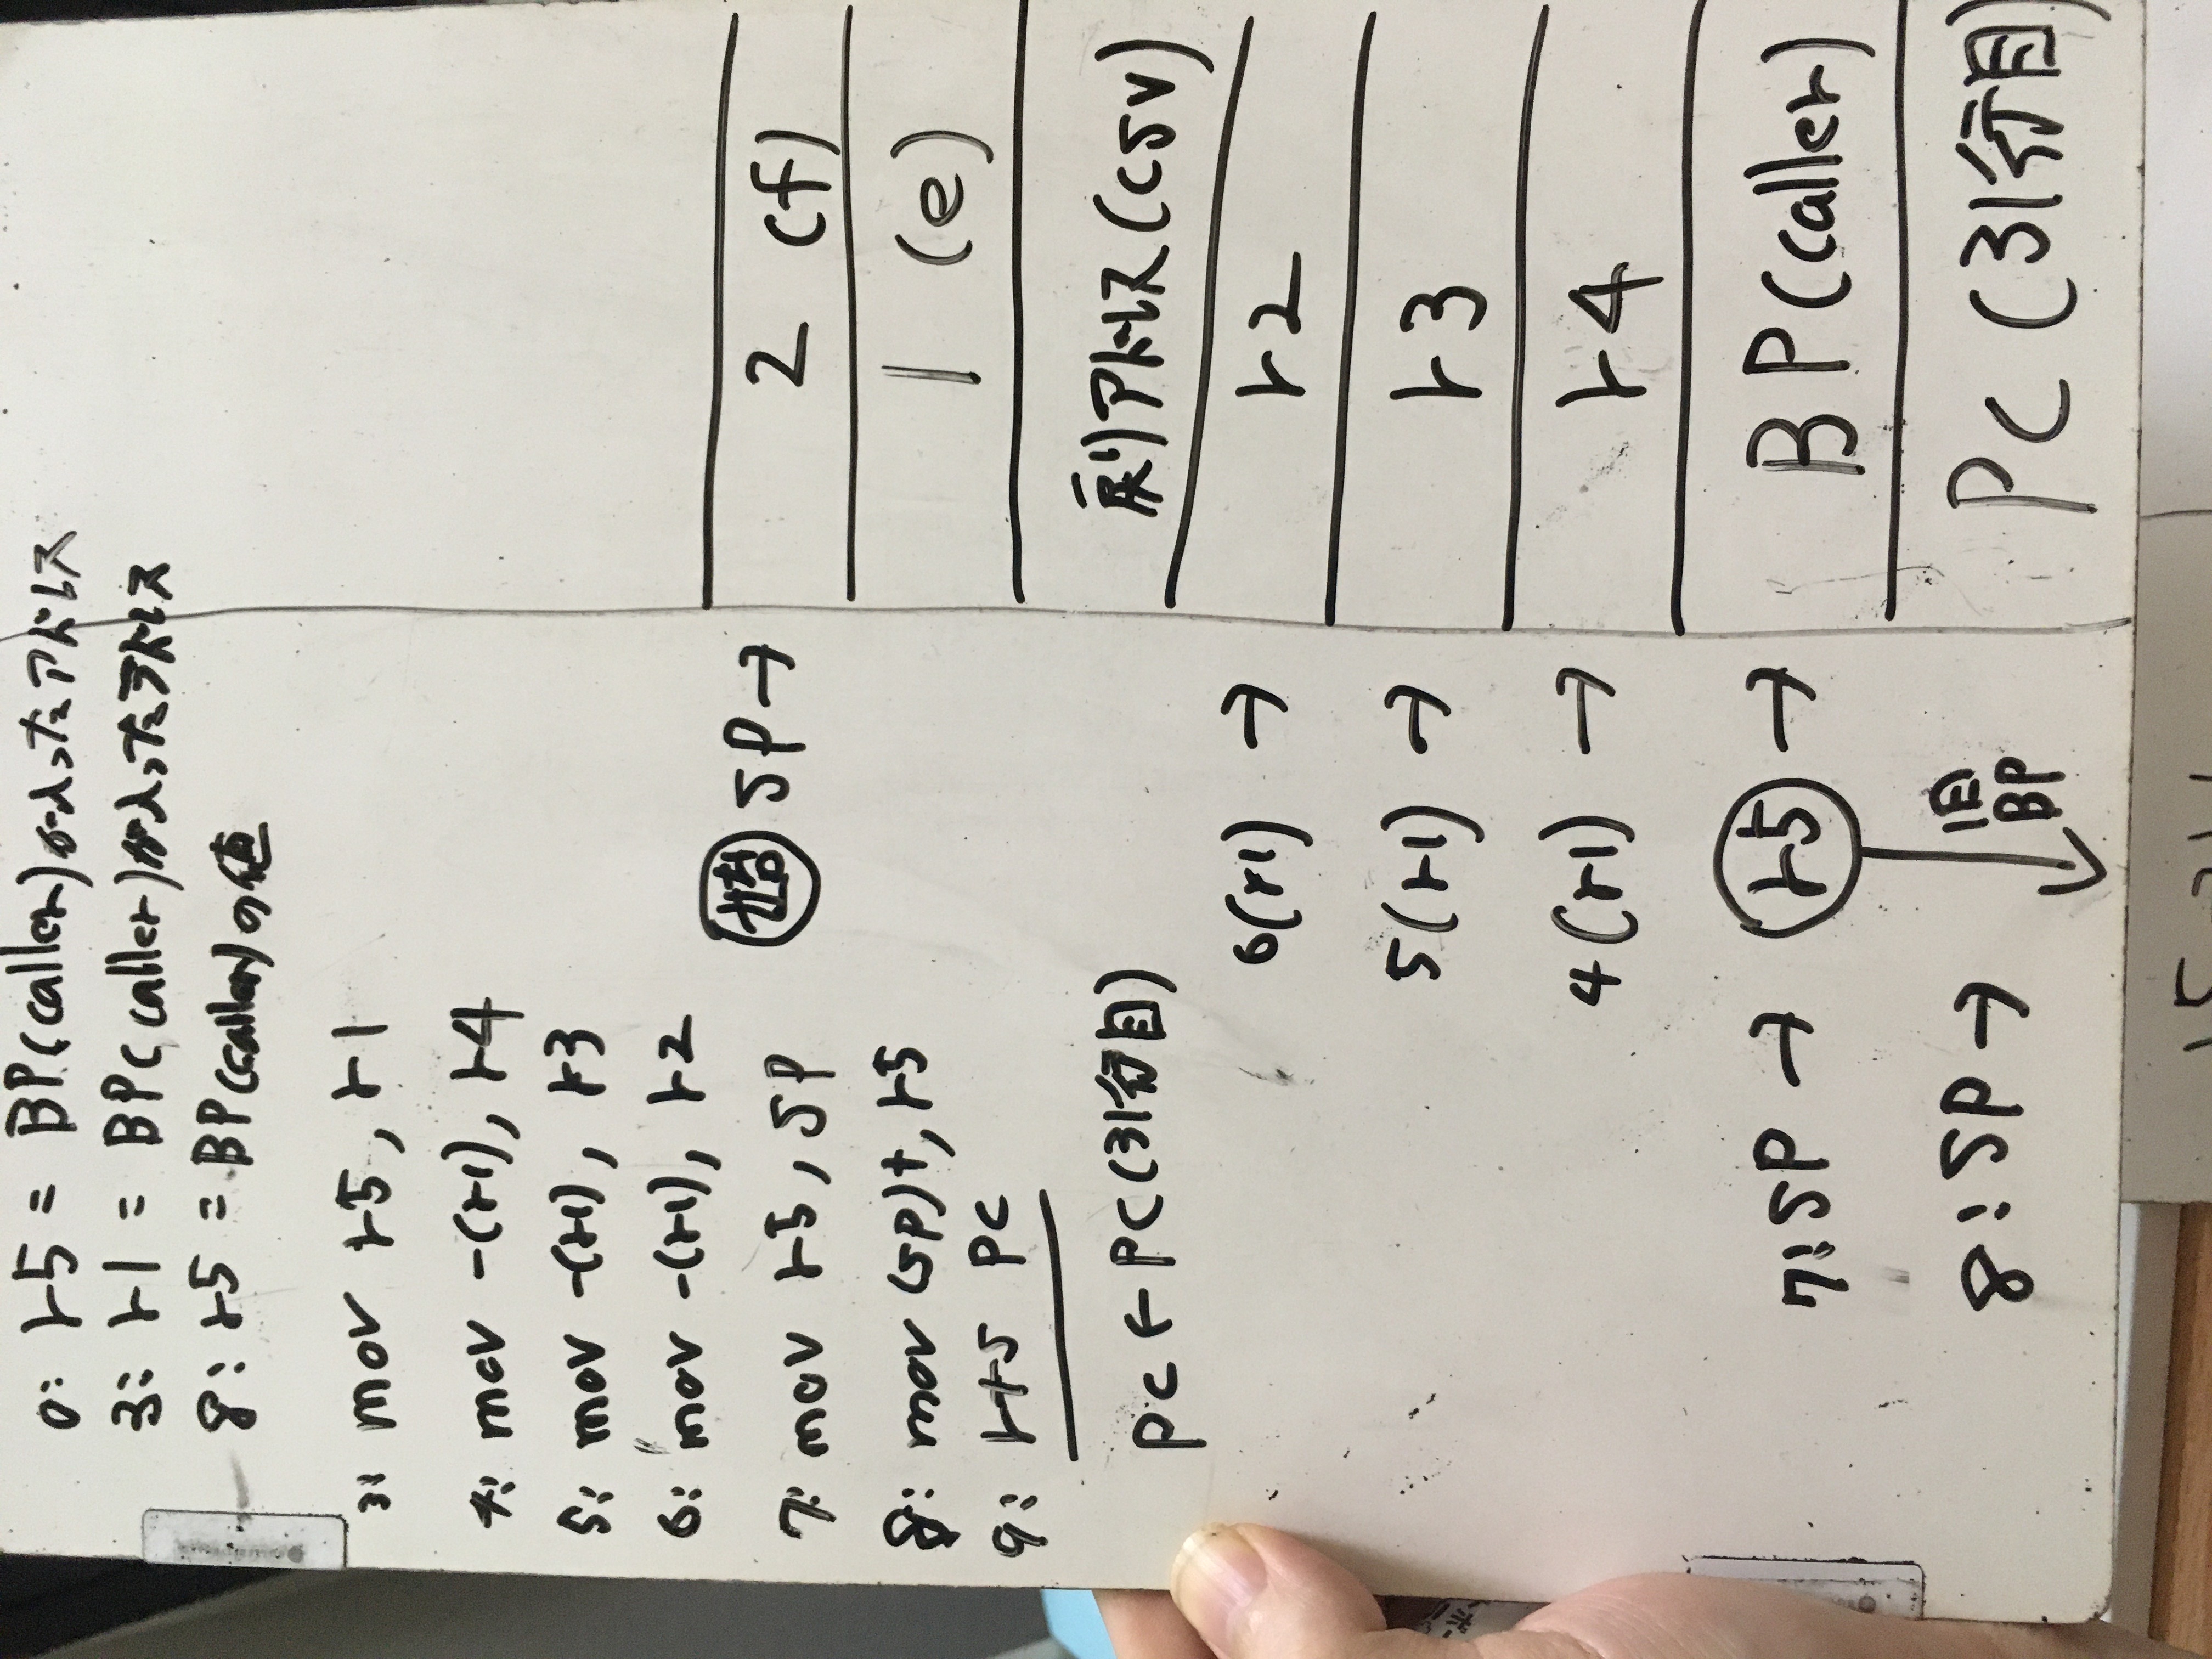 0: r5 = BP(caller)が入ったアドレス
3: r1 = BP(caller)が入ったアドレス
8: r5 = BP(caller)の値
3: mov r5, r1
4: mov -(r1), r4
5: mov -(r1), r3
6: mov -(r1), r2
7: mov r5, SP
8: mov (sp)+, r5
9: rts PC
PC ← PC(31行目)
始 SP →
2 (f)
1 (e)
戻りアドレス(csv)
6(r1) → r2
5(r1) → r3
4(r1) → r4
7: SP → r5 → BP(caller)
8: SP →
旧
BP
PC (31行目)